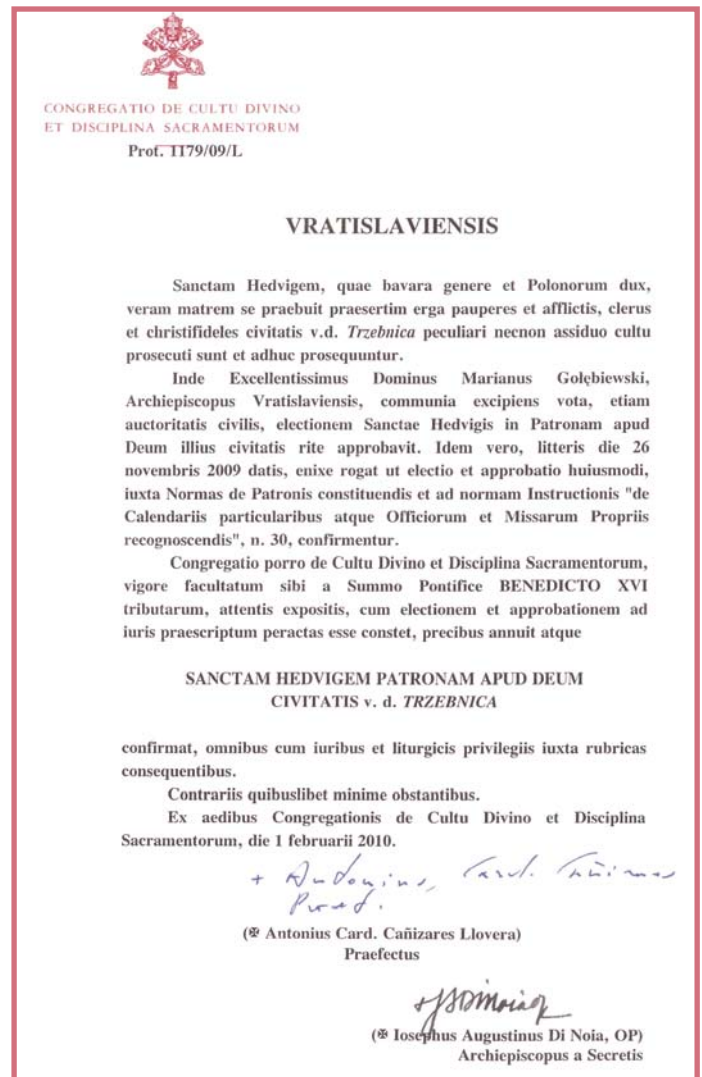 CONGREGATIO DE CULTU DIVINO
ET DISCIPLINA SACRAMENTORUM
Prot. 1179/09/L
VRATISLAVIENSIS
Sanctam Hedvigem, quae bavara genere et Polonorum dux,
veram matrem se praebuit praesertim erga pauperes et afflictis, clerus
et christifideles civitatis v.d. Trzebnica peculiari necnon assiduo cultu
prosecuti sunt et adhuc prosequuntur.
Inde Excellentissimus Dominus Marianus Gołębiewski,
Archiepiscopus Vratislaviensis, communia excipiens vota, etiam
auctoritatis civilis, electionem Sanctae Hedvigis in Patronam apud
Deum illius civitatis rite approbavit. Idem vero, litteris die 26
novembris 2009 datis, enixe rogat ut electio et approbatio huiusmodi,
iuxta Normas de Patronis constituendis et ad normam Instructionis "de
Calendariis particularibus atque Officiorum et Missarum Propriis
recognoscendis", n. 30, confirmentur.
Congregatio porro de Cultu Divino et Disciplina Sacramentorum,
vigore facultatum sibi a Summo Pontifice BENEDICTO XVI
tributarum, attentis expositis, cum electionem et approbationem ad
iuris praescriptum peractas esse constet, precibus annuit atque
SANCTAM HEDVIGEM PATRONAM APUD DEUM
CIVITATIS v. d. TRZEBNICA
confirmat, omnibus cum iuribus et liturgicis privilegiis iuxta rubricas
consequentibus.
Contrariis quibuslibet minime obstantibus.
Ex aedibus Congregationis de Cultu Divino et Disciplina
Sacramentorum, die 1 februarii 2010.
+ Antonius, Card. Cañizares
Praef.
(✠ Antonius Card. Cañizares Llovera)
Praefectus
(✠ Iosephus Augustinus Di Noia, OP)
Archiepiscopus a Secretis